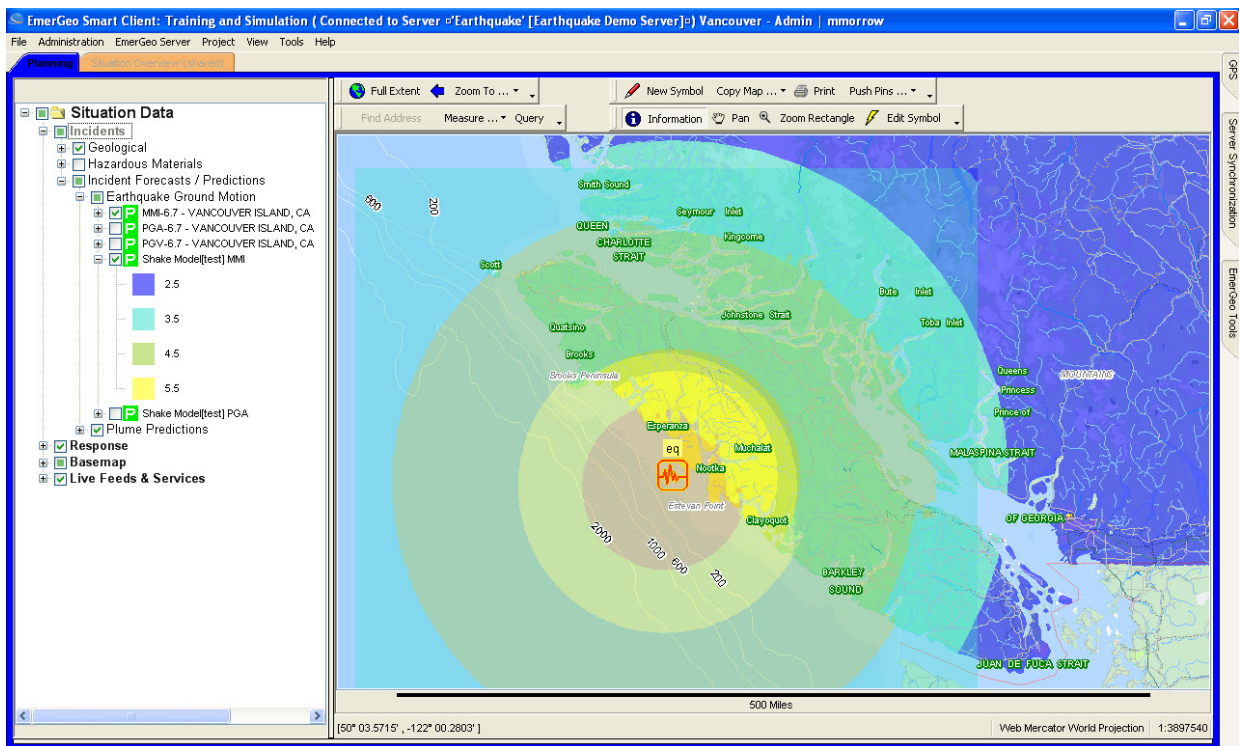 EmerGeo Smart Client: Training and Simulation ( Connected to Server ¤'Earthquake' [Earthquake Demo Server]¤) Vancouver - Admin | mmorrow
File Administration EmerGeo Server Project View Tools Help
Planning Situation Overview (shared)
Full Extent Zoom To ... New Symbol Copy Map ... Print Push Pins ...
Find Address Measure ... Query Information Pan Zoom Rectangle Edit Symbol
Situation Data
Incidents
Geological
Hazardous Materials
Incident Forecasts / Predictions
Earthquake Ground Motion
P MMI-6.7 - VANCOUVER ISLAND, CA
P PGA-6.7 - VANCOUVER ISLAND, CA
P PGV-6.7 - VANCOUVER ISLAND, CA
P Shake Model[test] MMI
2.5
3.5
4.5
5.5
P Shake Model[test] PGA
Plume Predictions
Response
Basemap
Live Feeds & Services
600
200
Smith Sound
Seymour Inlet
QUEEN
CHARLOTTE
STRAIT
Kingcome
Scott
Bute Inlet
Johnstone Strait
Toba Inlet
Quatsino
Brooks
Brooks Peninsula
Queens
MOUNTAINS
Princess
Prince of
Esperanza
eq
Muchalat
MALASPINA STRAIT
Nootka
Estevan Point
Clayoquot
OF GEORGIA
2000
1000
600
200
BARKLEY
SOUND
JUAN DE FUCA STRAIT
500 Miles
[50° 03.5715' , -122° 00.2803' ] Web Mercator World Projection 1:3897540
GPS
Server Synchronization
EmerGeo Tools